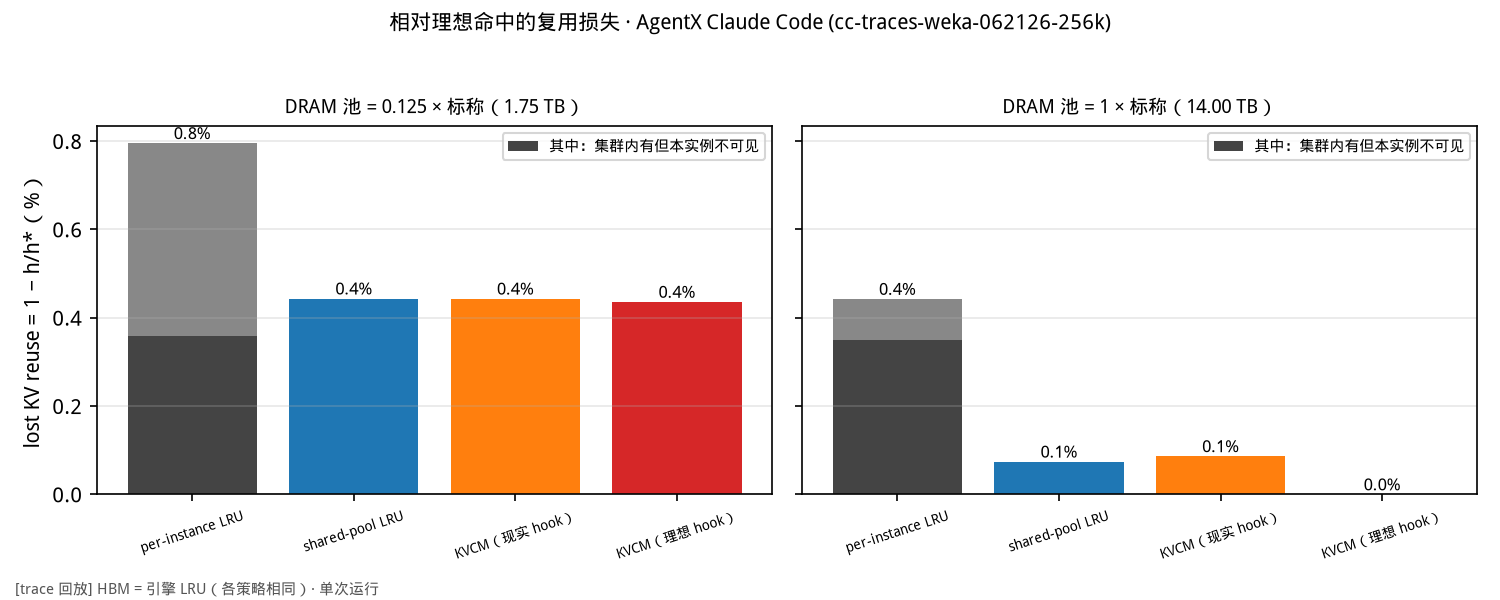 相对理想命中的复用损失 · AgentX Claude Code (cc-traces-weka-062126-256k)
DRAM 池 = 0.125 × 标称（1.75 TB）
lost KV reuse = 1 − h/h*（%）
0.8
0.6
0.4
0.2
0.0
其中：集群内有但本实例不可见
0.8%
0.4%
0.4%
0.4%
per-instance LRU
shared-pool LRU
KVCM（现实 hook）
KVCM（理想 hook）
DRAM 池 = 1 × 标称（14.00 TB）
其中：集群内有但本实例不可见
0.4%
0.1%
0.1%
0.0%
per-instance LRU
shared-pool LRU
KVCM（现实 hook）
KVCM（理想 hook）
[trace 回放] HBM = 引擎 LRU（各策略相同）· 单次运行